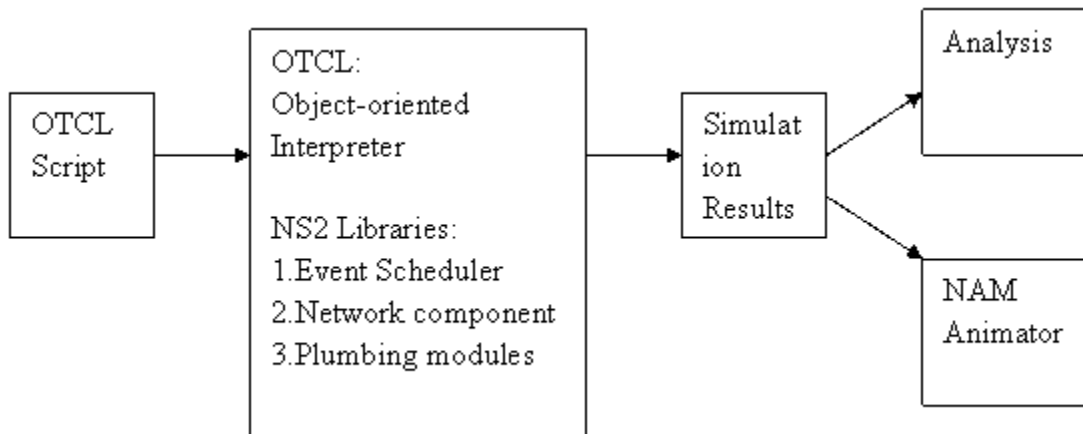 OTCL
Script
OTCL:
Object-oriented
Interpreter
NS2 Libraries:
1.Event Scheduler
2.Network component
3.Plumbing modules
Simulat
ion
Results
Analysis
NAM
Animator